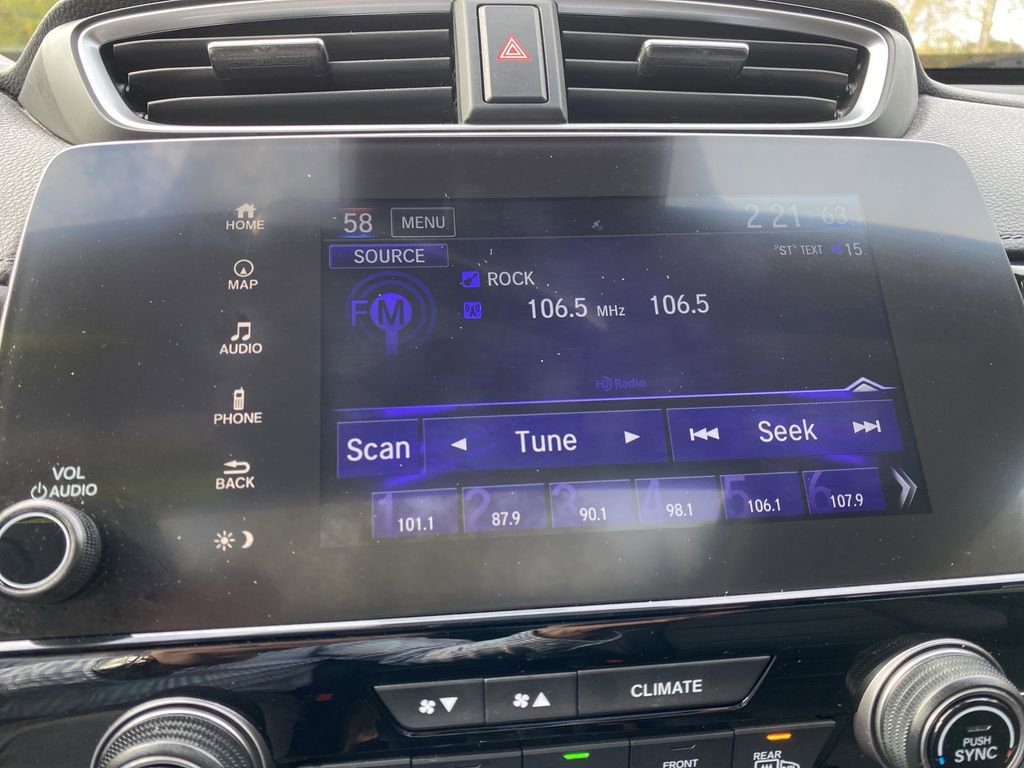 58 MENU 2 21 63
HOME
SOURCE
"ST" TEXT 15
FM
ROCK
MAP
106.5 MHz 106.5
AUDIO
HD Radio
PHONE
Scan Tune Seek
BACK
1 2 3 4 5 6
101.1 87.9 90.1 98.1 106.1 107.9
VOL
AUDIO
CLIMATE
PUSH
SYNC
FRONT
REAR